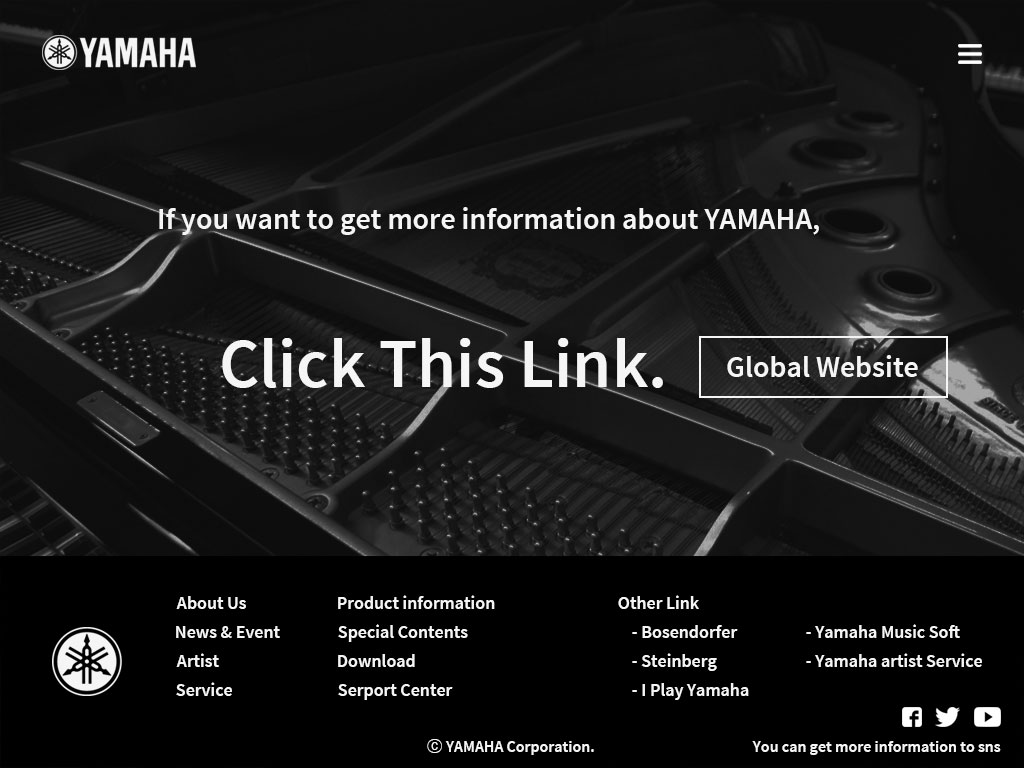 YAMAHA
If you want to get more information about YAMAHA,
Click This Link.
Global Website
About Us
News & Event
Artist
Service
Product information
Special Contents
Download
Serport Center
Other Link
- Bosendorfer
- Steinberg
- I Play Yamaha
- Yamaha Music Soft
- Yamaha artist Service
Ⓒ YAMAHA Corporation.
You can get more information to sns